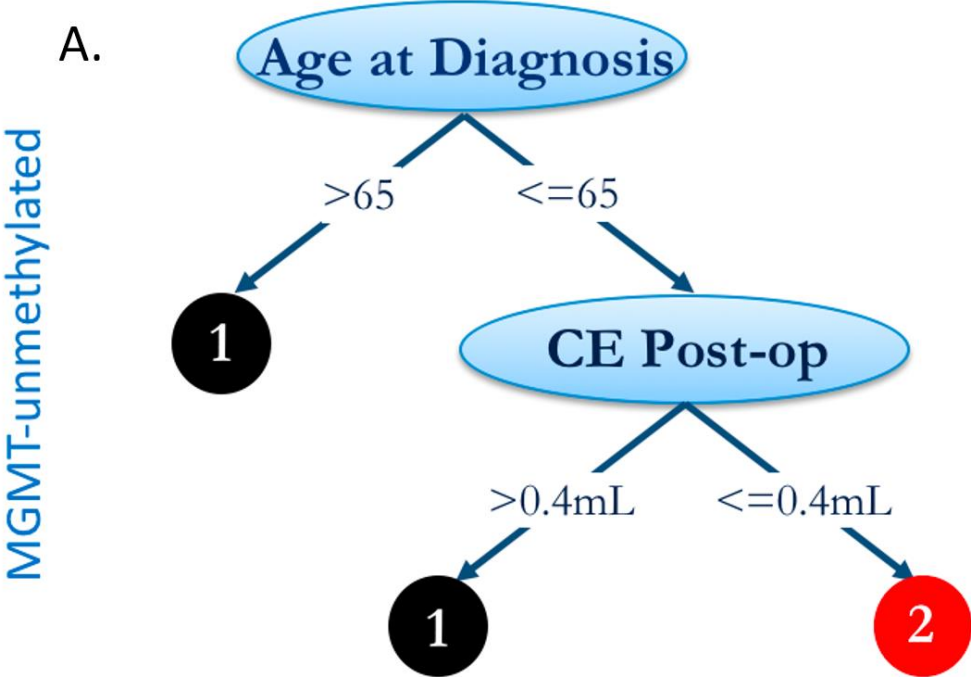 A.
MGMT-unmethylated
Age at Diagnosis
>65
<=65
1
CE Post-op
>0.4mL
<=0.4mL
1
2